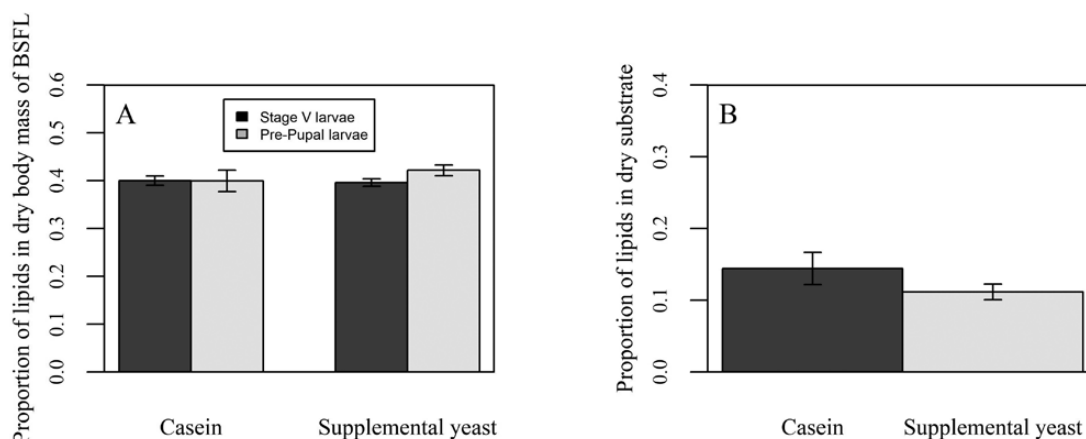 Proportion of lipids in dry body mass of BSFL
0.0 0.1 0.2 0.3 0.4 0.5 0.6
A
Stage V larvae
Pre-Pupal larvae
Casein
Supplemental yeast
Proportion of lipids in dry substrate
0.0 0.1 0.2 0.3 0.4
B
Casein
Supplemental yeast